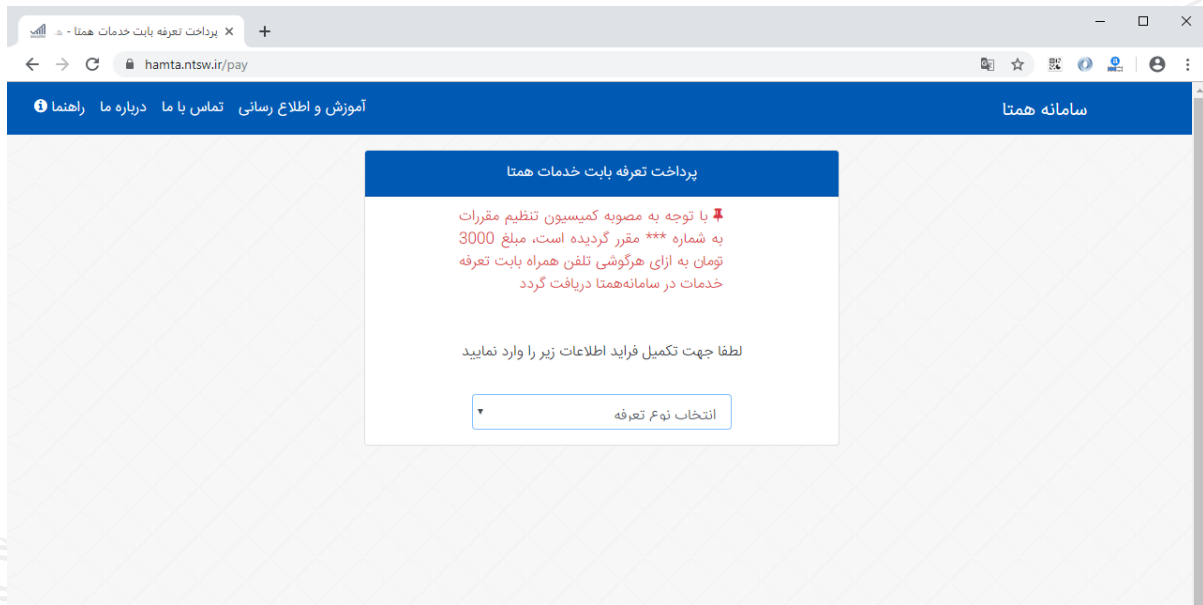 پرداخت تعرفه بابت خدمات همتا - ه
hamta.ntsw.ir/pay
سامانه همتا
آموزش و اطلاع رسانی تماس با ما درباره ما راهنما
پرداخت تعرفه بابت خدمات همتا
با توجه به مصوبه کمیسیون تنظیم مقررات
به شماره *** مقرر گردیده است، مبلغ 3000
تومان به ازای هرگوشی تلفن همراه بابت تعرفه
خدمات در سامانه‌همتا دریافت گردد
لطفا جهت تکمیل فراید اطلاعات زیر را وارد نمایید
انتخاب نوع تعرفه